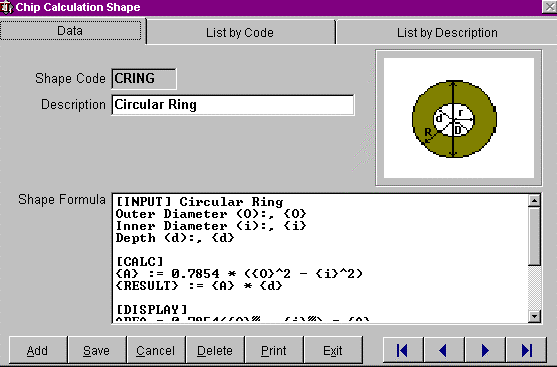 Chip Calculation Shape
Data
List by Code
List by Description
Shape Code CRING
Description Circular Ring
d r
R D
Shape Formula
[INPUT] Circular Ring
Outer Diameter (O):, {O}
Inner Diameter (i):, {i}
Depth (d):, {d}
[CALC]
{A} := 0.7854 * ({O}^2 - {i}^2)
{RESULT} := {A} * {d}
[DISPLAY]
Add Save Cancel Delete Print Exit